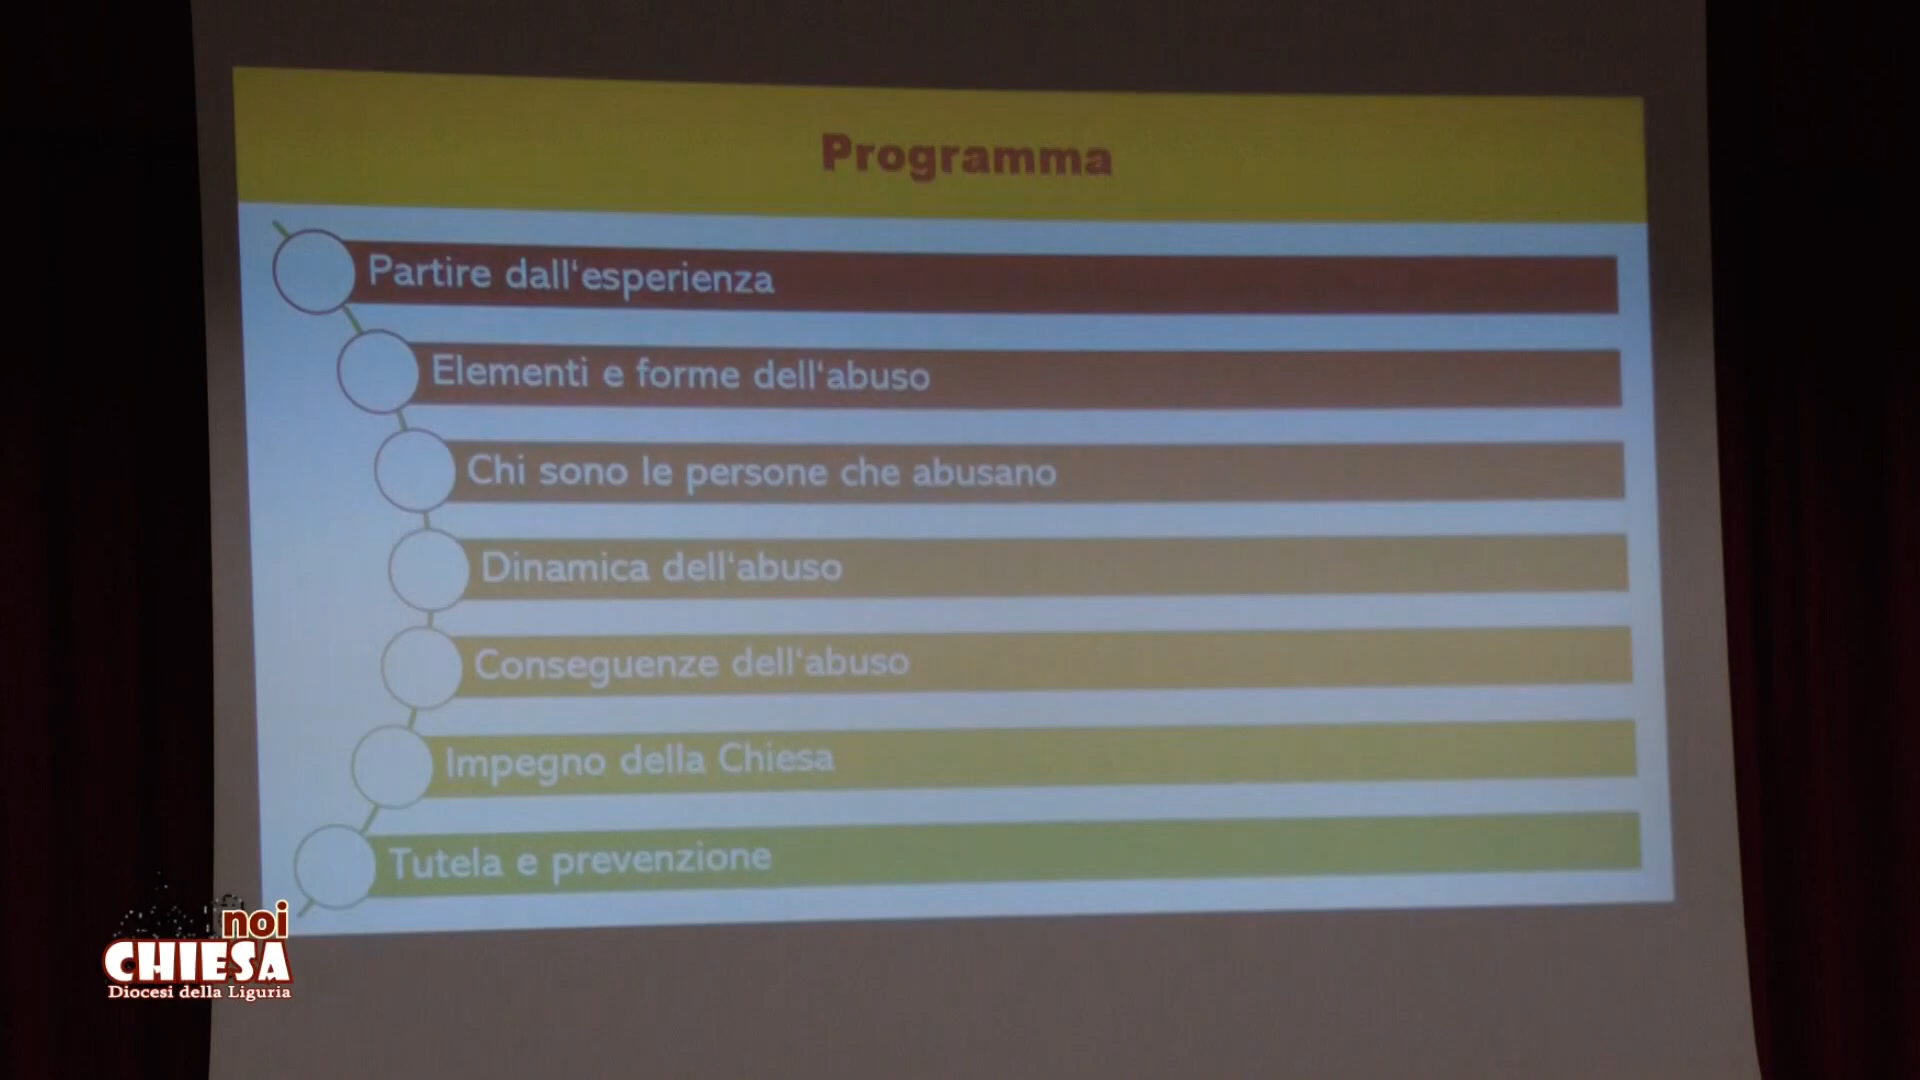 Programma
Partire dall‘esperienza
Elementi e forme dell‘abuso
Chi sono le persone che abusano
Dinamica dell‘abuso
Conseguenze dell‘abuso
Impegno della Chiesa
Tutela e prevenzione
noi
CHIESA
Diocesi della Liguria